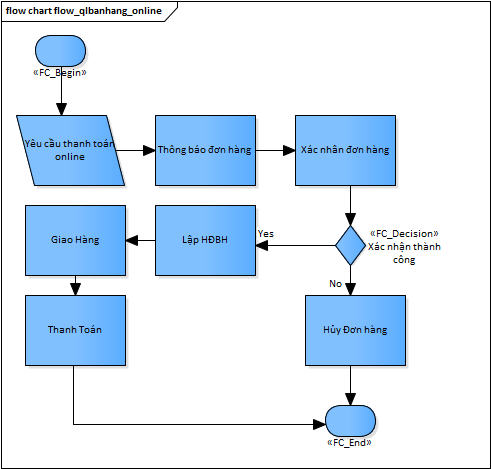 flow chart flow_qlbanhang_online
«FC_Begin»
Yêu cầu thanh toán
online
Thông báo đơn hàng
Xác nhân đơn hàng
«FC_Decision»
Xác nhận thành
công
Yes
Lập HĐBH
Giao Hàng
No
Thanh Toán
Hủy Đơn hàng
«FC_End»